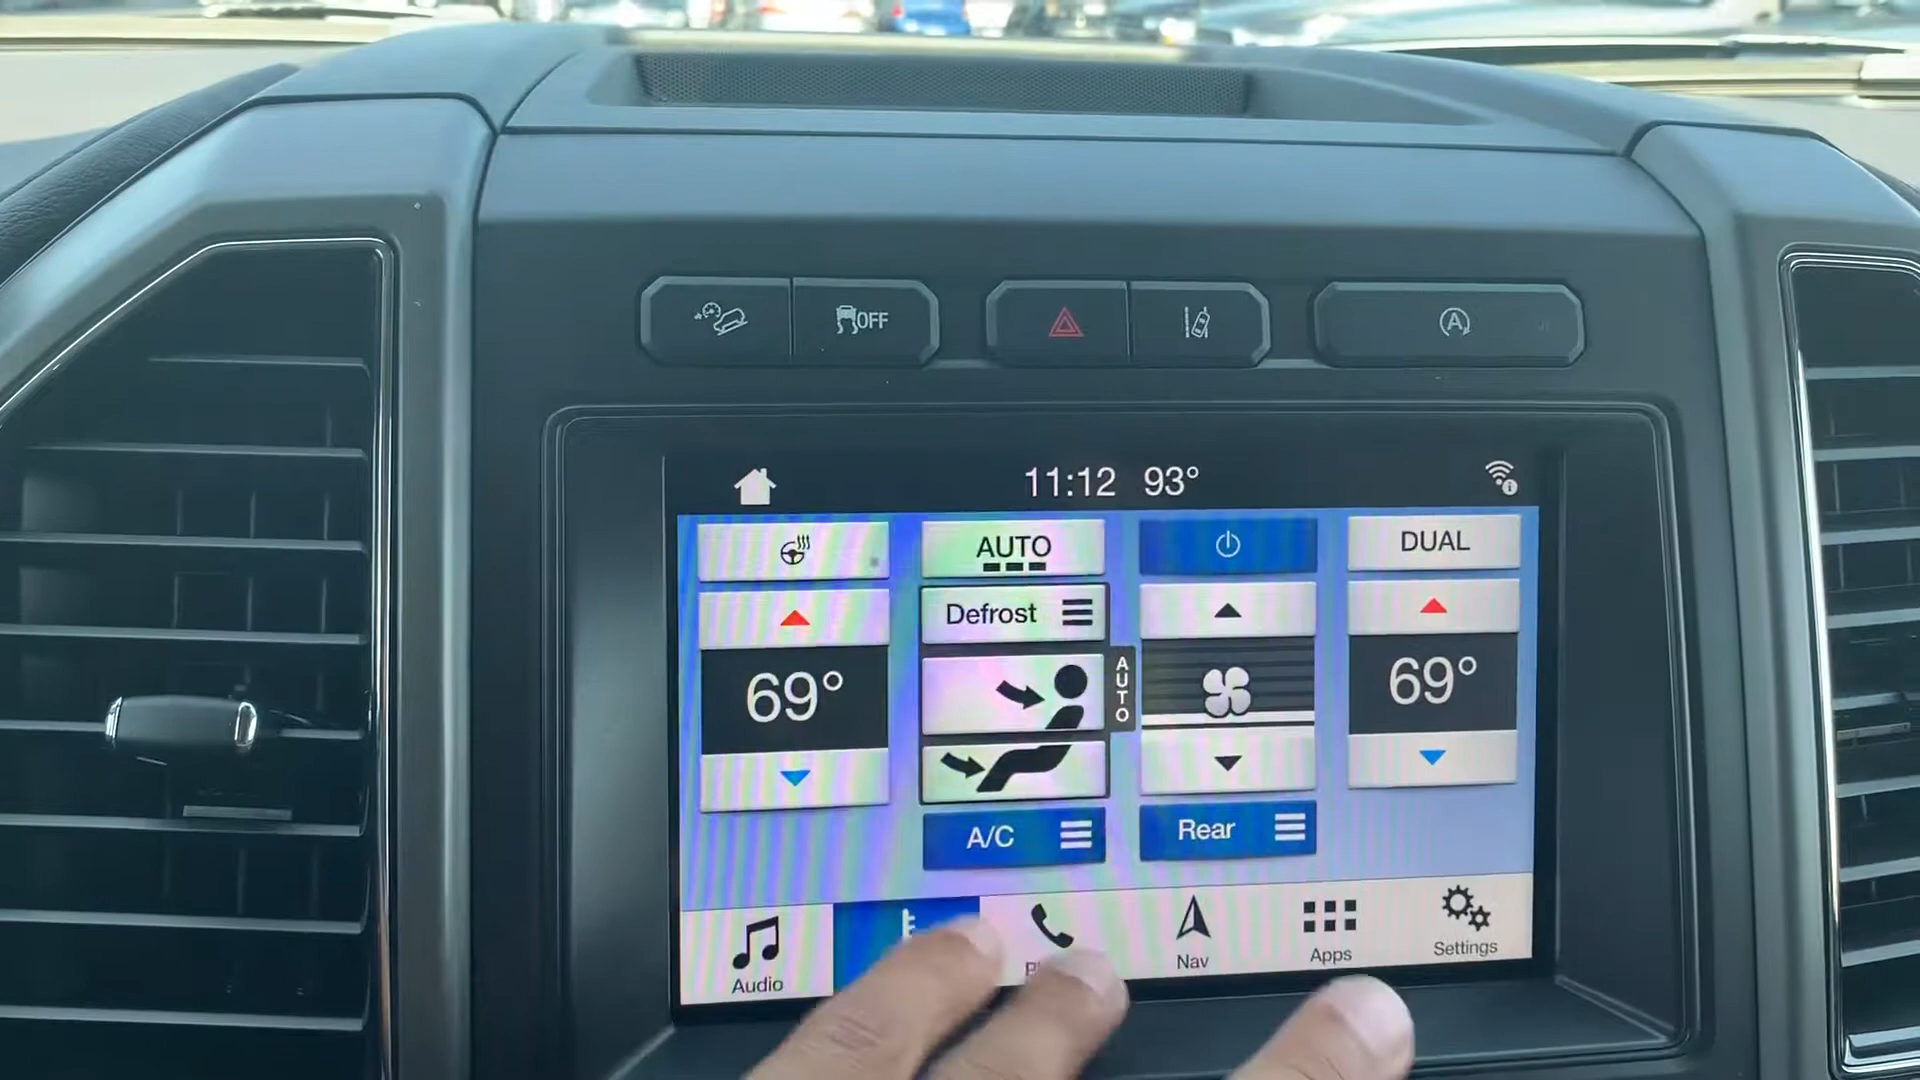 OFF
A
11:12 93°
AUTO
DUAL
Defrost
AUTO
69°
69°
A/C
Rear
Audio
Nav
Apps
Settings